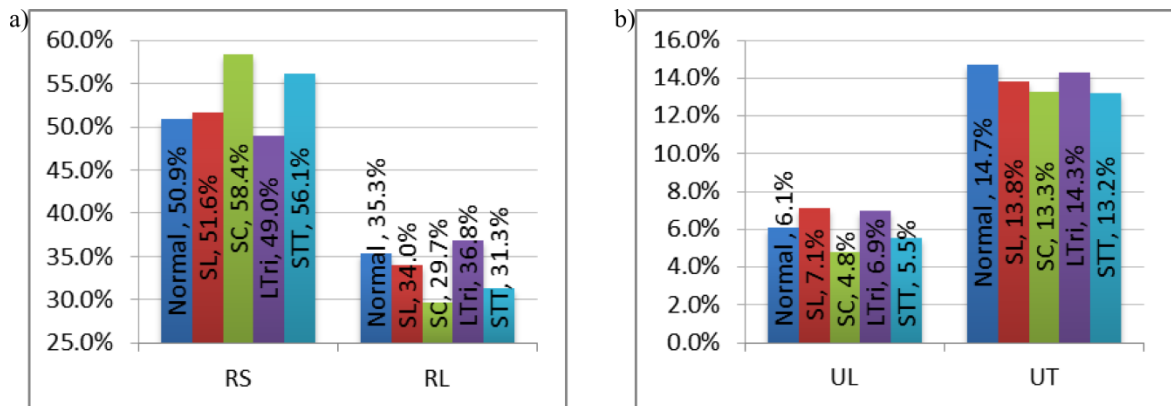 a)
60.0%
55.0%
50.0%
45.0%
40.0%
35.0%
30.0%
25.0%
Normal , 50.9%
SL, 51.6%
SC, 58.4%
LTri, 49.0%
STT, 56.1%
Normal , 35.3%
SL, 34.0%
SC, 29.7%
LTri, 36.8%
STT, 31.3%
RS
RL
b)
16.0%
14.0%
12.0%
10.0%
8.0%
6.0%
4.0%
2.0%
0.0%
Normal , 6.1%
SL, 7.1%
SC, 4.8%
LTri, 6.9%
STT, 5.5%
Normal , 14.7%
SL, 13.8%
SC, 13.3%
LTri, 14.3%
STT, 13.2%
UL
UT